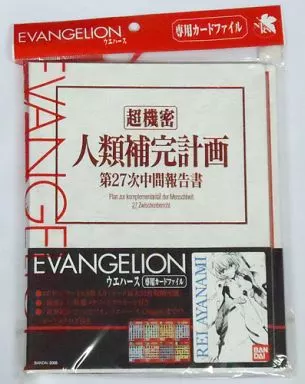 EVANGELION
ウエハース
専用カードファイル
EVANGELION
超機密
人類補完計画
第27次中間報告書
Plan zur Komplementarität der Menschheit
27. Zwischenbericht
EVANGELION
ウエハース
専用カードファイル
REI AYANAMI
BAN
DAI